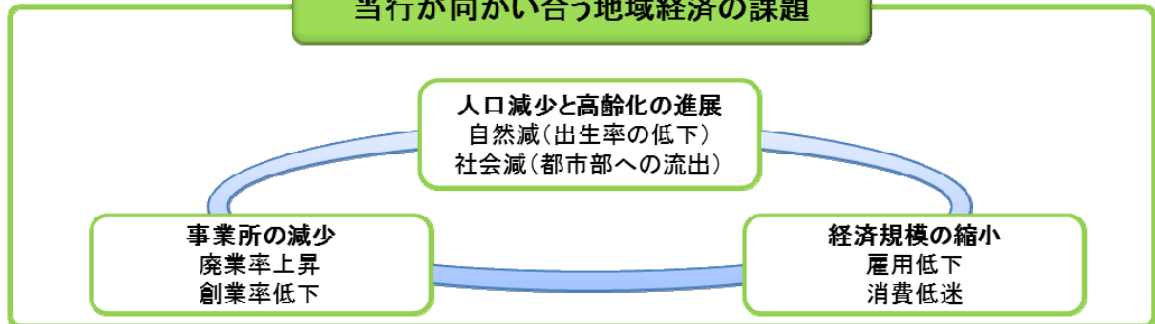 当行が向かい合う地域経済の課題
人口減少と高齢化の進展
自然減（出生率の低下）
社会減（都市部への流出）
事業所の減少
廃業率上昇
創業率低下
経済規模の縮小
雇用低下
消費低迷